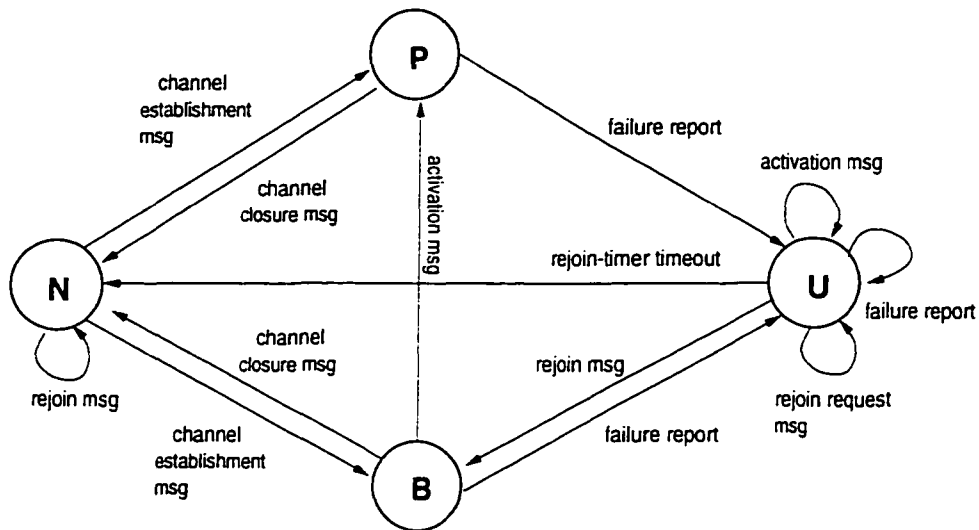 P
channel
establishment
msg
failure report
activation msg
channel
closure msg
activation msg
rejoin-timer timeout
N
U
failure report
channel
closure msg
rejoin msg
rejoin msg
rejoin request
msg
channel
establishment
msg
failure report
B